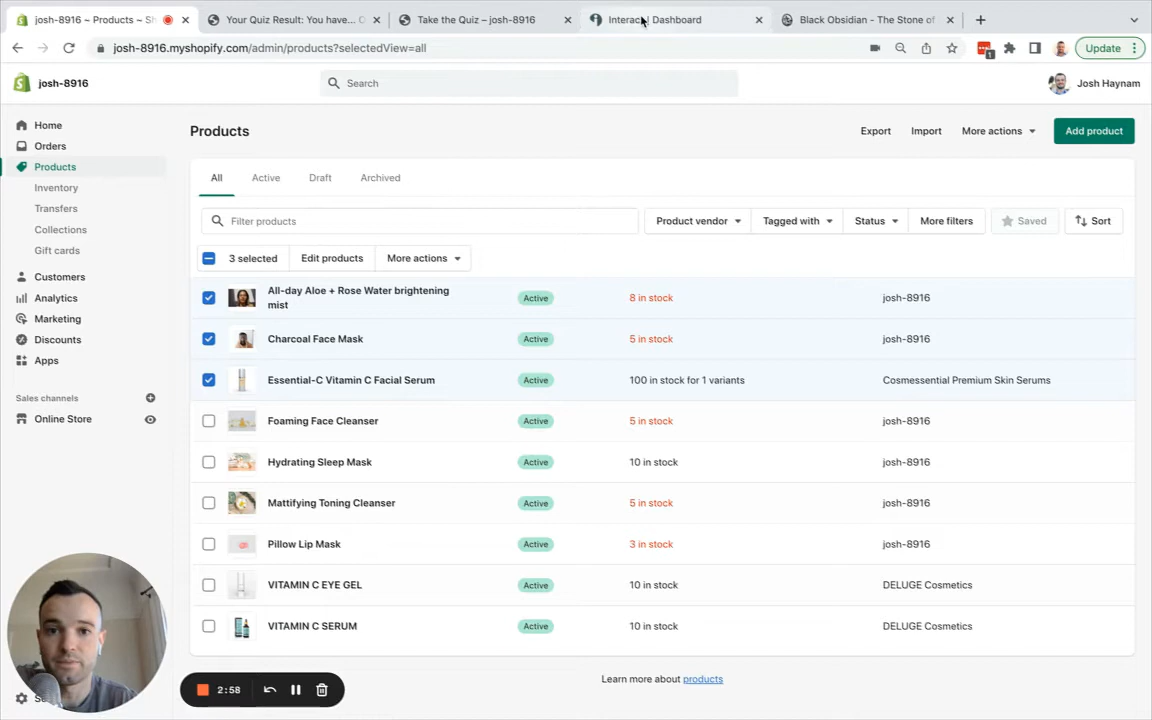 josh-8916 ~ Products ~ Sh
Your Quiz Result: You have... C
Take the Quiz – josh-8916
Interact Dashboard
Black Obsidian - The Stone of
josh-8916.myshopify.com/admin/products?selectedView=all
1
Update
josh-8916
Search
Josh Haynam
Home
Orders
Products
Inventory
Transfers
Collections
Gift cards
Customers
Analytics
Marketing
Discounts
Apps
Sales channels
Online Store
Products
Export
Import
More actions
Add product
All
Active
Draft
Archived
Filter products
Product vendor
Tagged with
Status
More filters
Saved
Sort
3 selected
Edit products
More actions
All-day Aloe + Rose Water brightening
mist
Active
8 in stock
josh-8916
Charcoal Face Mask
Active
5 in stock
josh-8916
Essential-C Vitamin C Facial Serum
Active
100 in stock for 1 variants
Cosmessential Premium Skin Serums
Foaming Face Cleanser
Active
5 in stock
josh-8916
Hydrating Sleep Mask
Active
10 in stock
josh-8916
Mattifying Toning Cleanser
Active
5 in stock
josh-8916
Pillow Lip Mask
Active
3 in stock
josh-8916
VITAMIN C EYE GEL
Active
10 in stock
DELUGE Cosmetics
VITAMIN C SERUM
Active
10 in stock
DELUGE Cosmetics
Learn more about products
2:58